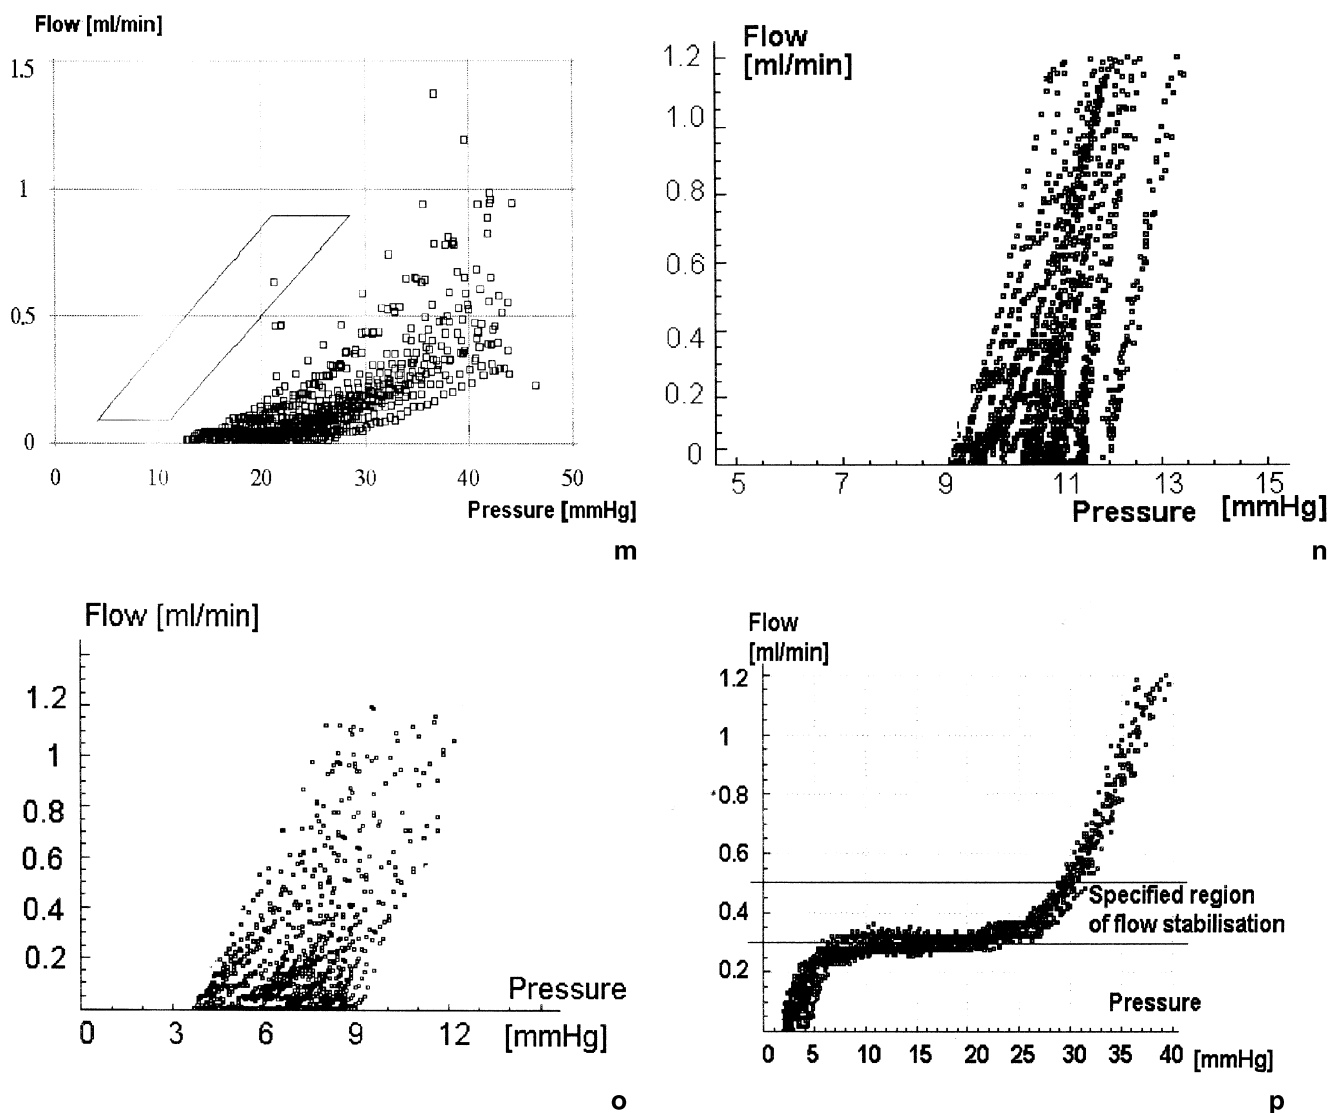 Flow [ml/min]
1.5
1
0.5
0
0 10 20 30 40 50
Pressure [mmHg]
m
Flow
[ml/min]
1.2
1.0
0.8
0.6
0.4
0.2
0
5 7 9 11 13 15
Pressure [mmHg]
n
Flow [ml/min]
1.2
1
0.8
0.6
0.4
0.2
Pressure
0 3 6 9 12 [mmHg]
o
Flow
[ml/min]
1.2
1
0.8
0.6
Specified region
0.4
of flow stabilisation
0.2
Pressure
0 5 10 15 20 25 30 35 40 [mmHg]
p